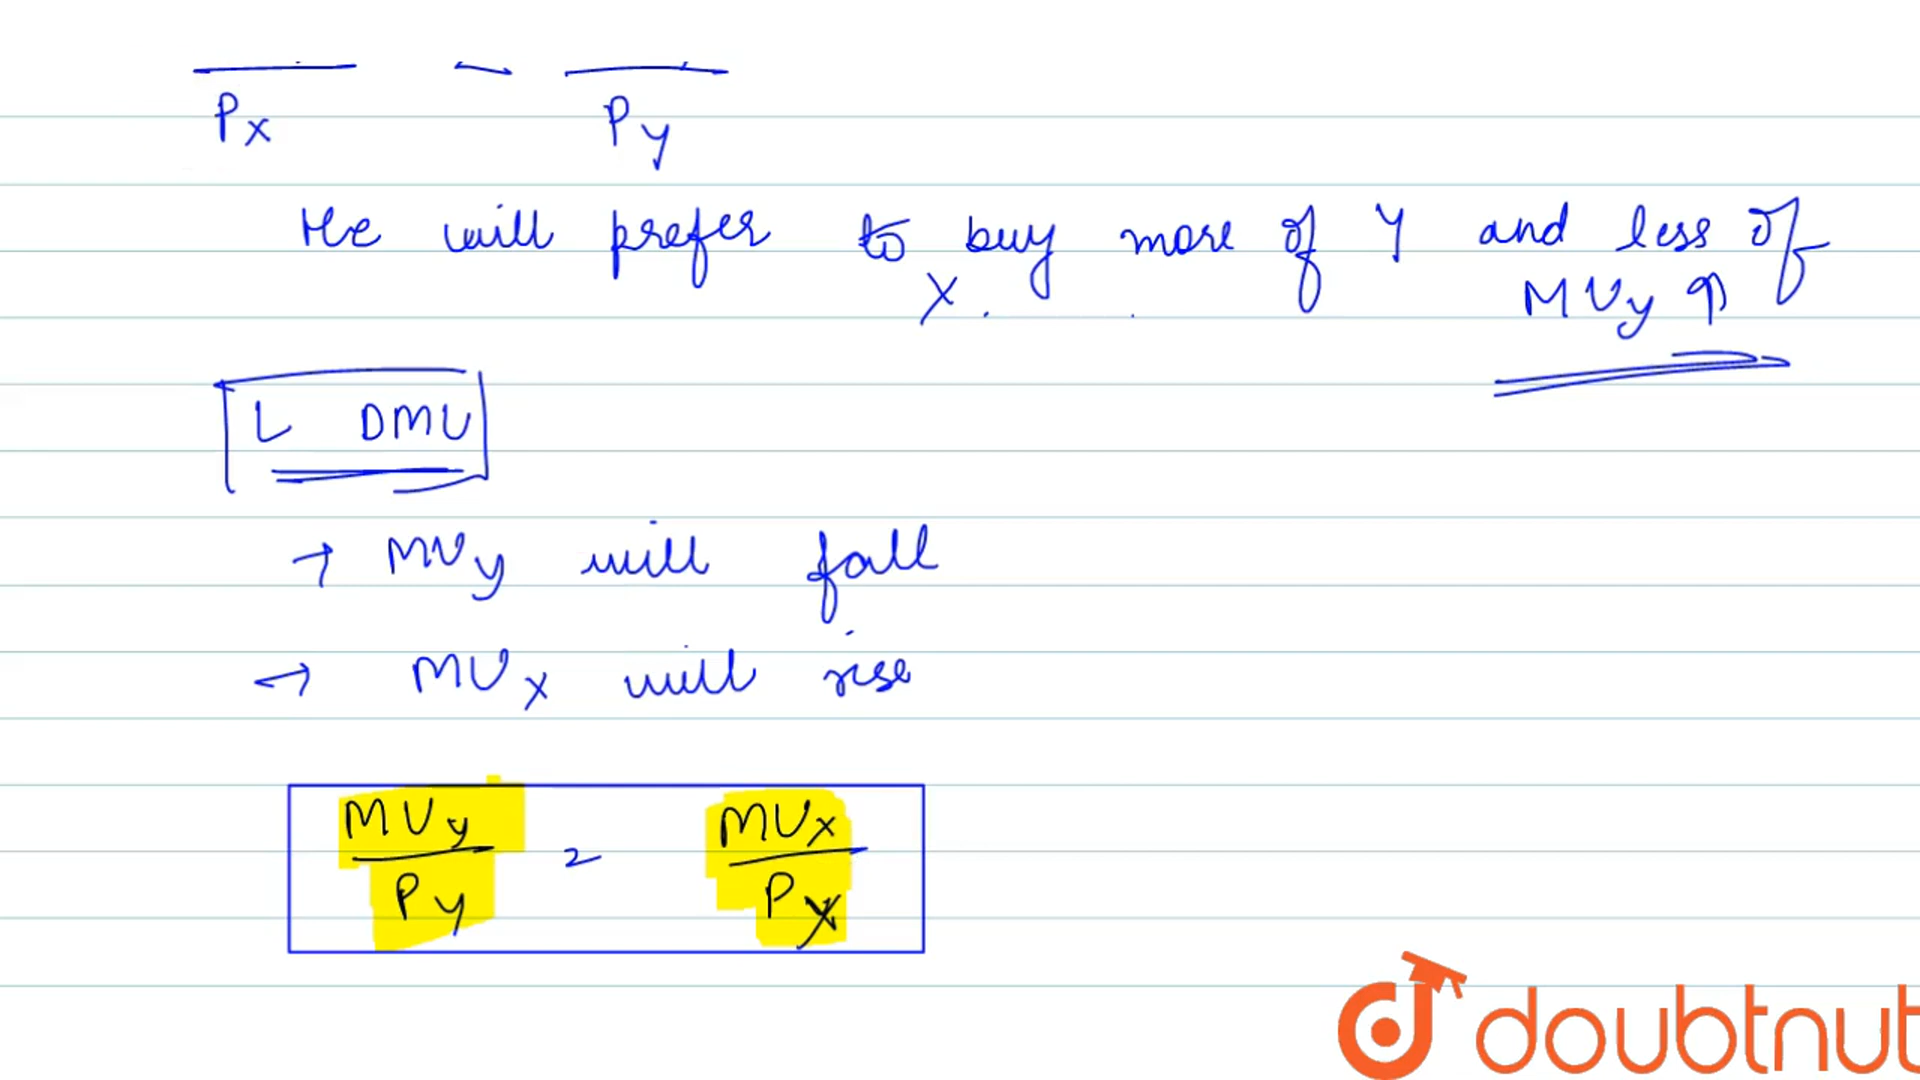 Px Py
He will prefer to buy more of Y and less of
X. MUy ↑
L DMU
→ MUy will fall
→ MUx will rise
MUy = MUx
Py Px
doubtnut